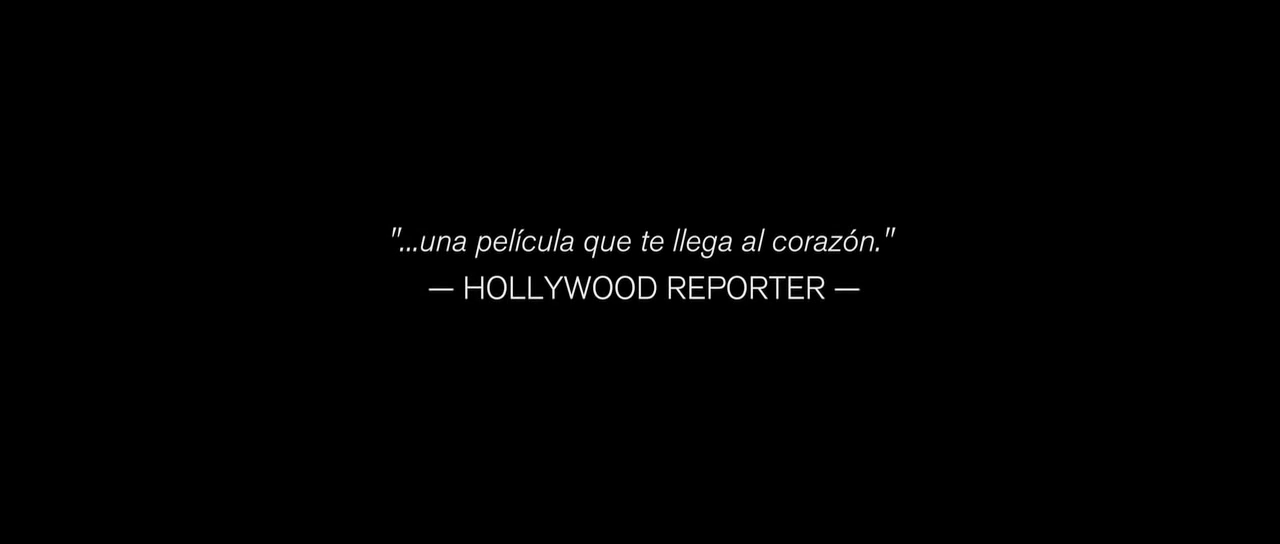 "...una película que te llega al corazón."
— HOLLYWOOD REPORTER —